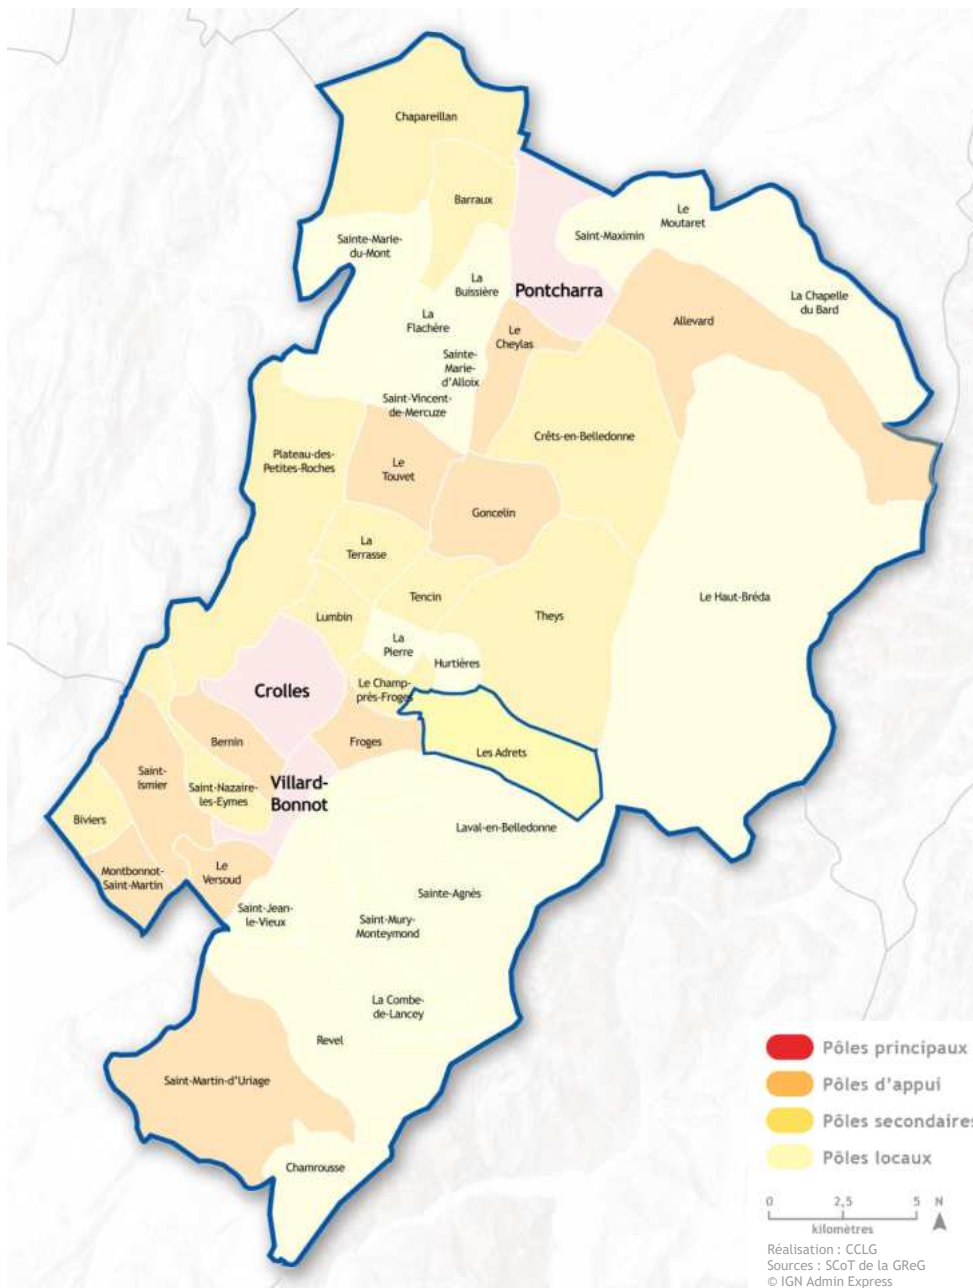 Chapareillan
Barraux
Le
Moutaret
Saint-Maximin
Sainte-Marie-
du-Mont
La
Buissière
Pontcharra
La Chapelle
du Bard
La
Flachère
Le
Cheylas
Allevard
Sainte-
Marie-
d'Alloix
Saint-Vincent-
de-Mercuze
Crêts-en-Belledonne
Plateau-des-
Petites-Roches
Le
Touvet
Goncelin
La
Terrasse
Tencin
Le Haut-Bréda
Lumbin
Theys
La
Pierre
Hurtières
Crolles
Le Champ-
près-Froges
Bernin
Froges
Les Adrets
Saint-
Ismier
Saint-Nazaire-
les-Eymes
Villard-
Bonnot
Biviers
Laval-en-Belledonne
Montbonnot-
Saint-Martin
Le
Versoud
Sainte-Agnès
Saint-Jean-
le-Vieux
Saint-Mury-
Monteymond
La Combe-
de-Lancey
Revel
Saint-Martin-d'Uriage
Chamrousse
Pôles principaux
Pôles d'appui
Pôles secondaires
Pôles locaux
0 2,5 5 N
kilomètres
Réalisation : CCLG
Sources : SCoT de la GReG
© IGN Admin Express